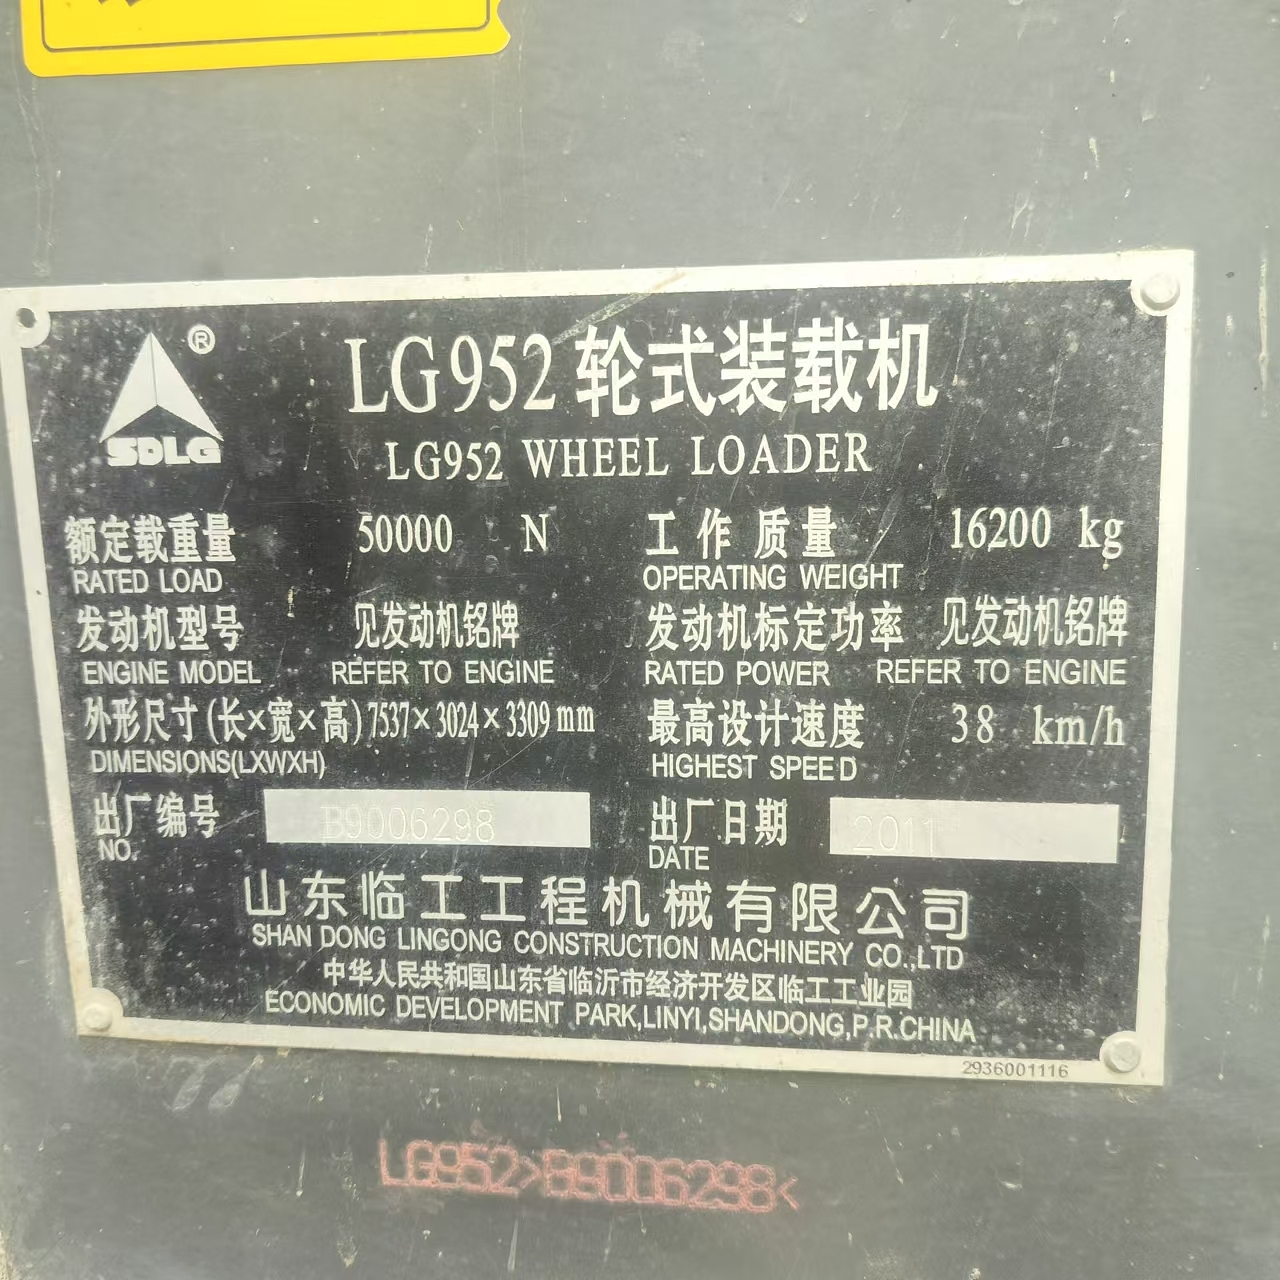 ®
SDLG
LG952 轮式装载机
LG952 WHEEL LOADER
额定载重量 50000 N 工作质量 16200 kg
RATED LOAD OPERATING WEIGHT
发动机型号 见发动机铭牌 发动机标定功率 见发动机铭牌
ENGINE MODEL REFER TO ENGINE RATED POWER REFER TO ENGINE
外形尺寸(长×宽×高) 7537×3024×3309 mm 最高设计速度 38 km/h
DIMENSIONS(LXWXH) HIGHEST SPEED
出厂编号 B9006298 出厂日期 2011
NO. DATE
山东临工工程机械有限公司
SHAN DONG LINGONG CONSTRUCTION MACHINERY CO.,LTD
中华人民共和国山东省临沂市经济开发区临工工业园
ECONOMIC DEVELOPMENT PARK,LINYI,SHANDONG,P.R.CHINA
2936001116
LG952>B9006298<